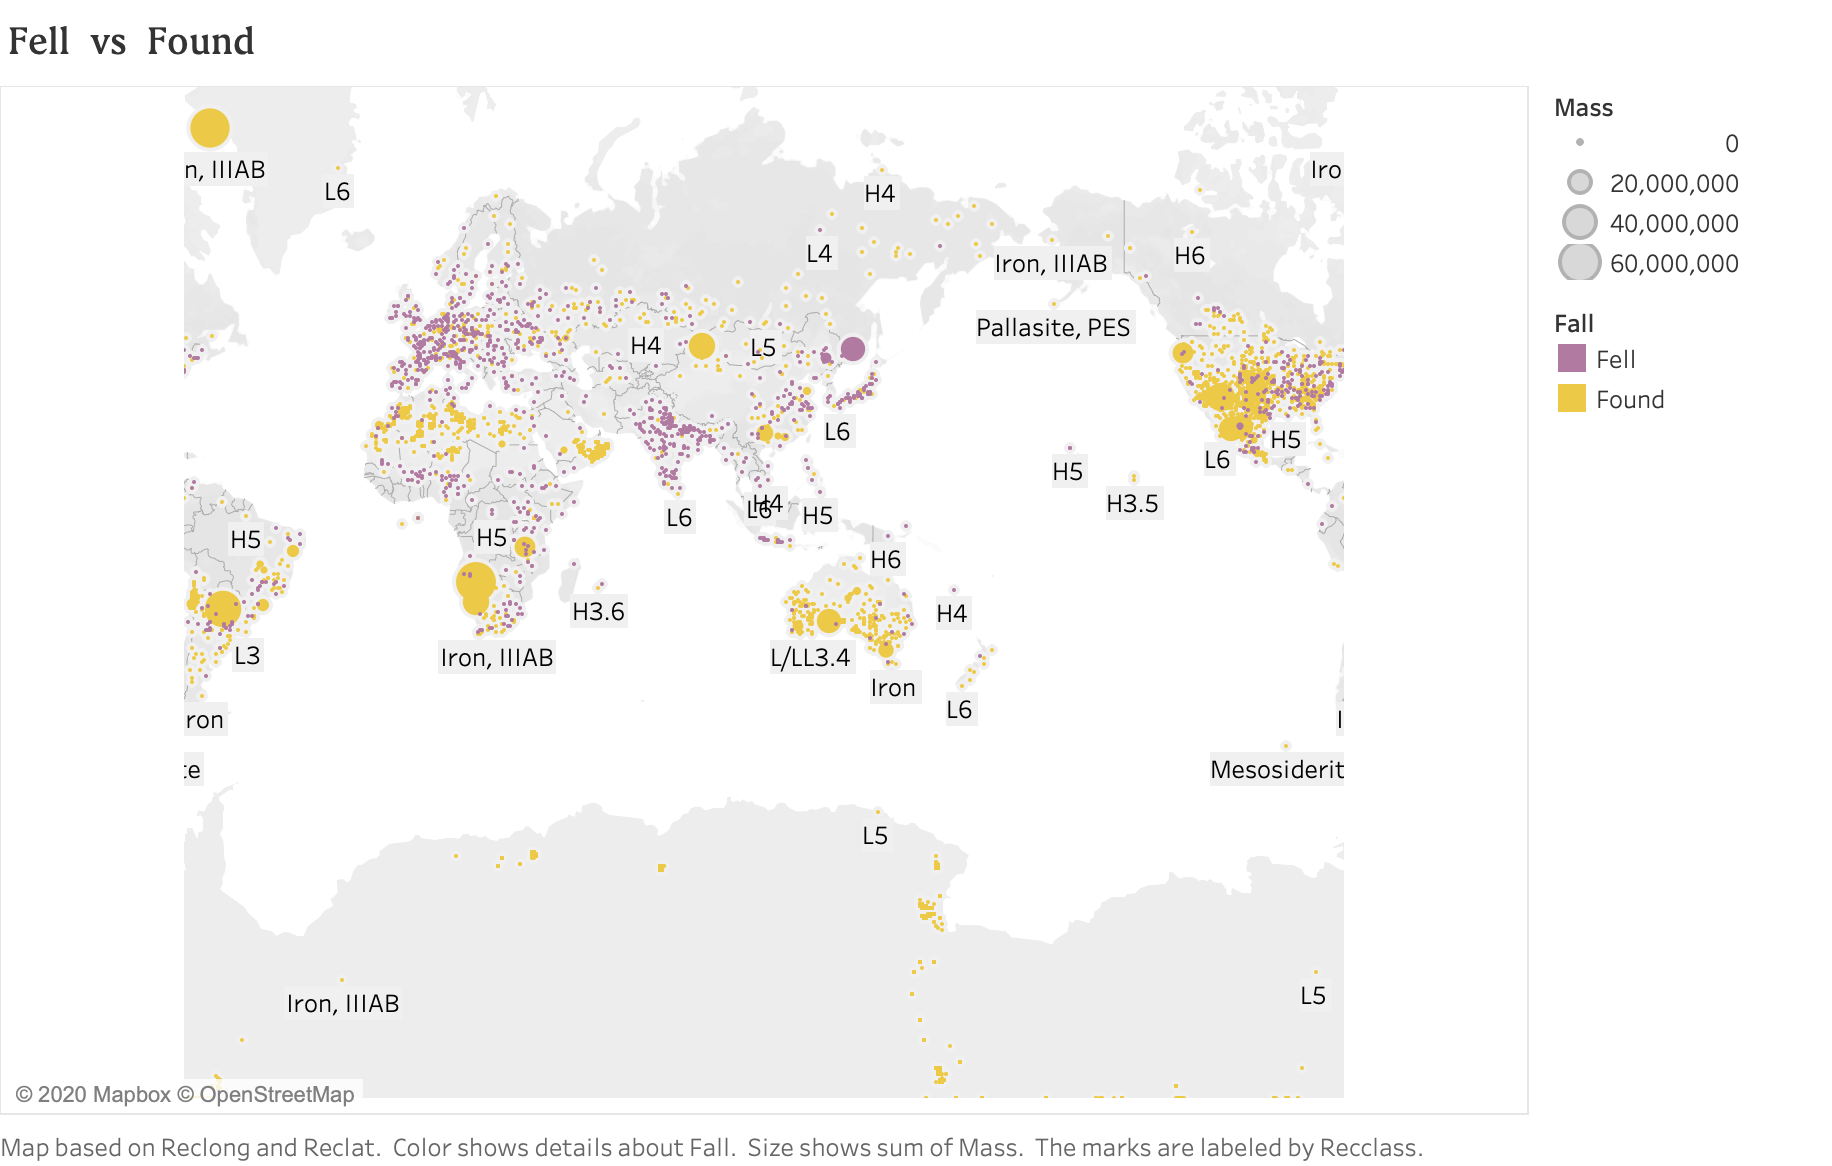 Fell vs Found
Mass
0
20,000,000
40,000,000
60,000,000
Fall
Fell
Found
n, IIIAB
L6
H4
Iro
L4
Iron, IIIAB
H6
Pallasite, PES
H4
L5
L6
H5
L6
H5
H3.5
H4
L6
L6
H5
H5
H5
H6
H3.6
H4
L3
Iron, IIIAB
L/LL3.4
Iron
L6
ron
I
te
Mesosiderit
L5
Iron, IIIAB
L5
© 2020 Mapbox © OpenStreetMap
Map based on Reclong and Reclat. Color shows details about Fall. Size shows sum of Mass. The marks are labeled by Recclass.